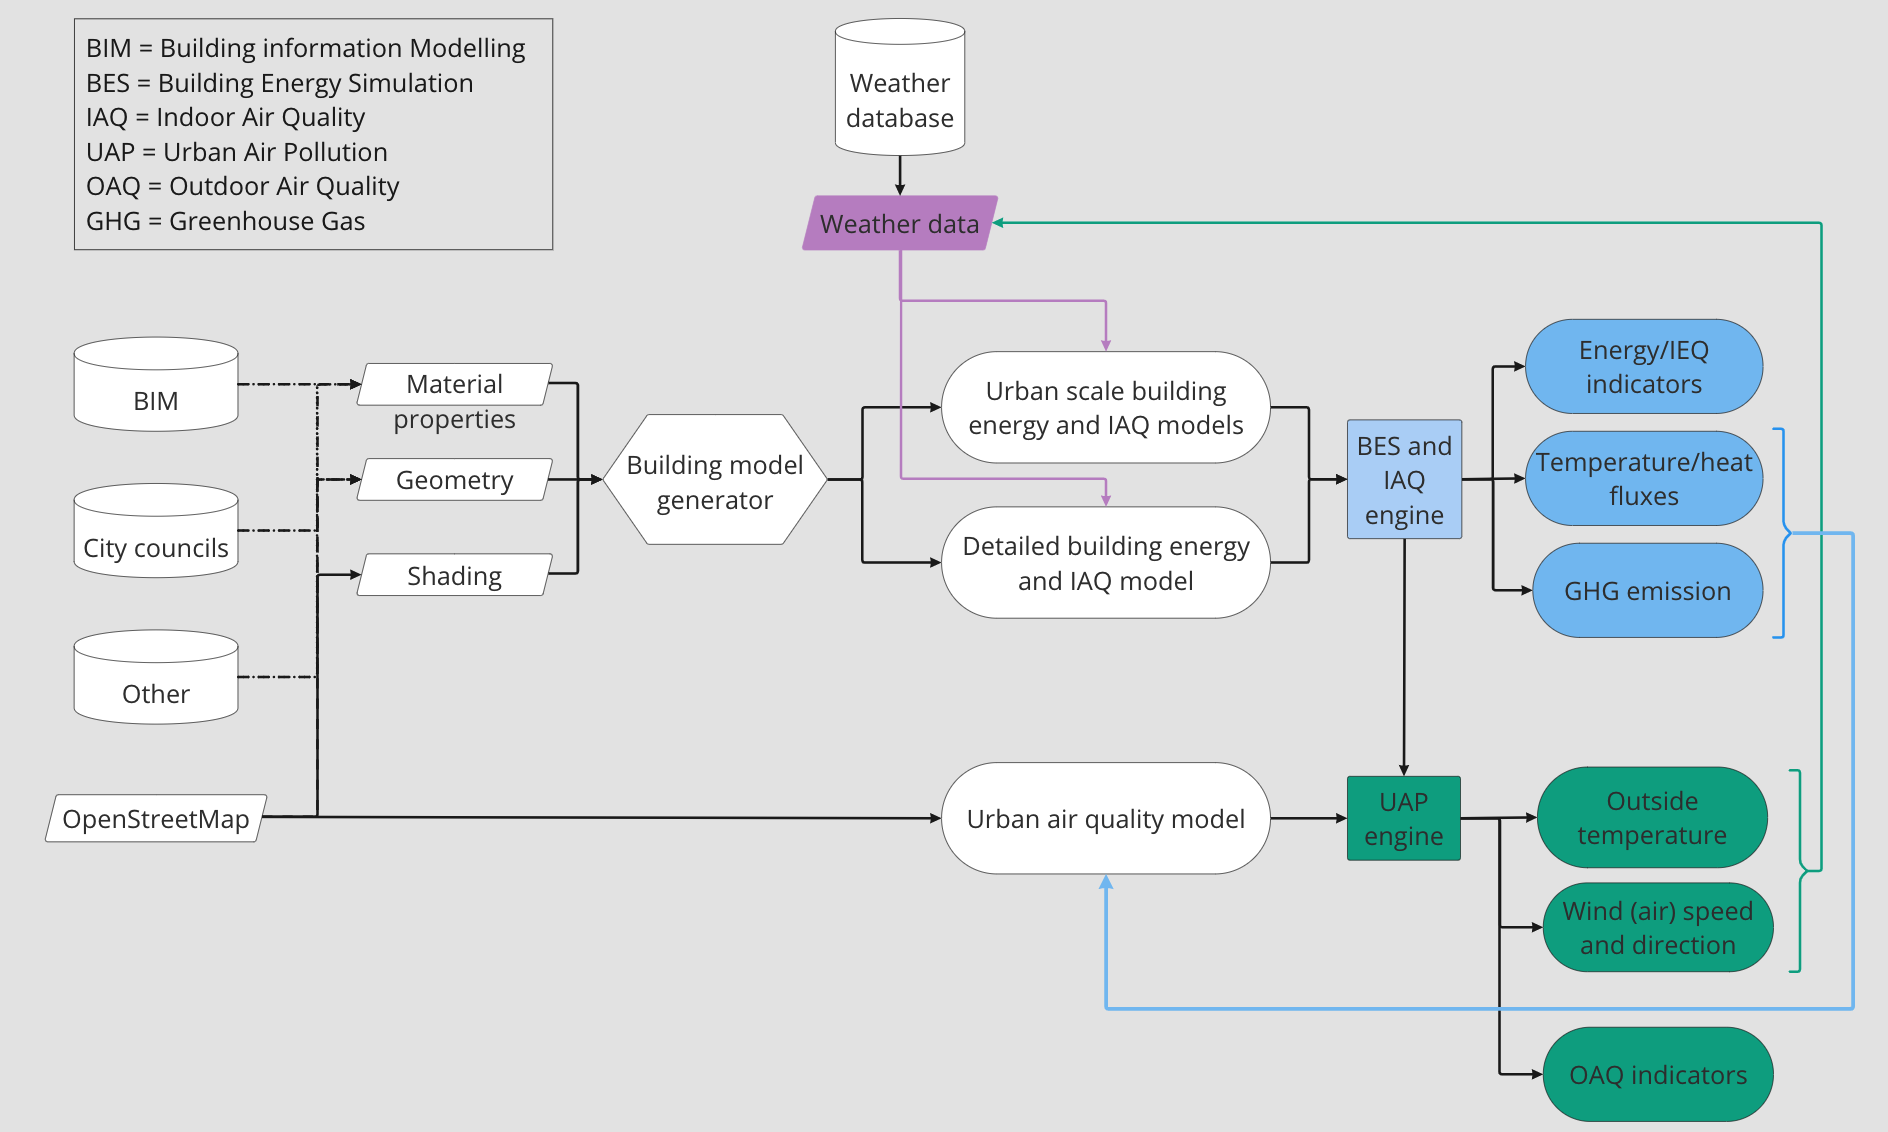 BIM = Building information Modelling
BES = Building Energy Simulation
IAQ = Indoor Air Quality
UAP = Urban Air Pollution
OAQ = Outdoor Air Quality
GHG = Greenhouse Gas
Weather
database
Weather data
BIM
City councils
Other
OpenStreetMap
Material
properties
Geometry
Shading
Building model
generator
Urban scale building
energy and IAQ models
Detailed building energy
and IAQ model
Urban air quality model
BES and
IAQ
engine
UAP
engine
Energy/IEQ
indicators
Temperature/heat
fluxes
GHG emission
Outside
temperature
Wind (air) speed
and direction
OAQ indicators